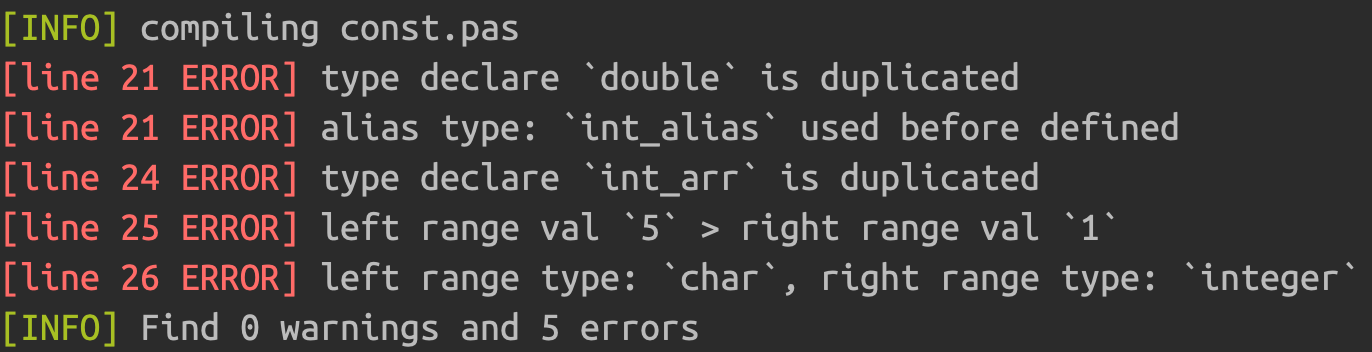 [INFO] compiling const.pas
[line 21 ERROR] type declare `double` is duplicated
[line 21 ERROR] alias type: `int_alias` used before defined
[line 24 ERROR] type declare `int_arr` is duplicated
[line 25 ERROR] left range val `5` > right range val `1`
[line 26 ERROR] left range type: `char`, right range type: `integer`
[INFO] Find 0 warnings and 5 errors